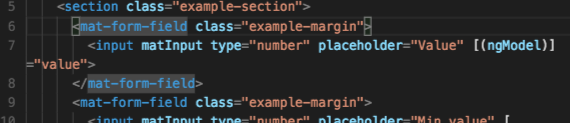 5 <section class="example-section">
6 <mat-form-field class="example-margin">
7 <input matInput type="number" placeholder="Value" [(ngModel)]
="value">
8 </mat-form-field>
9 <mat-form-field class="example-margin">
10 <input matInput type="number" placeholder="Min value" [